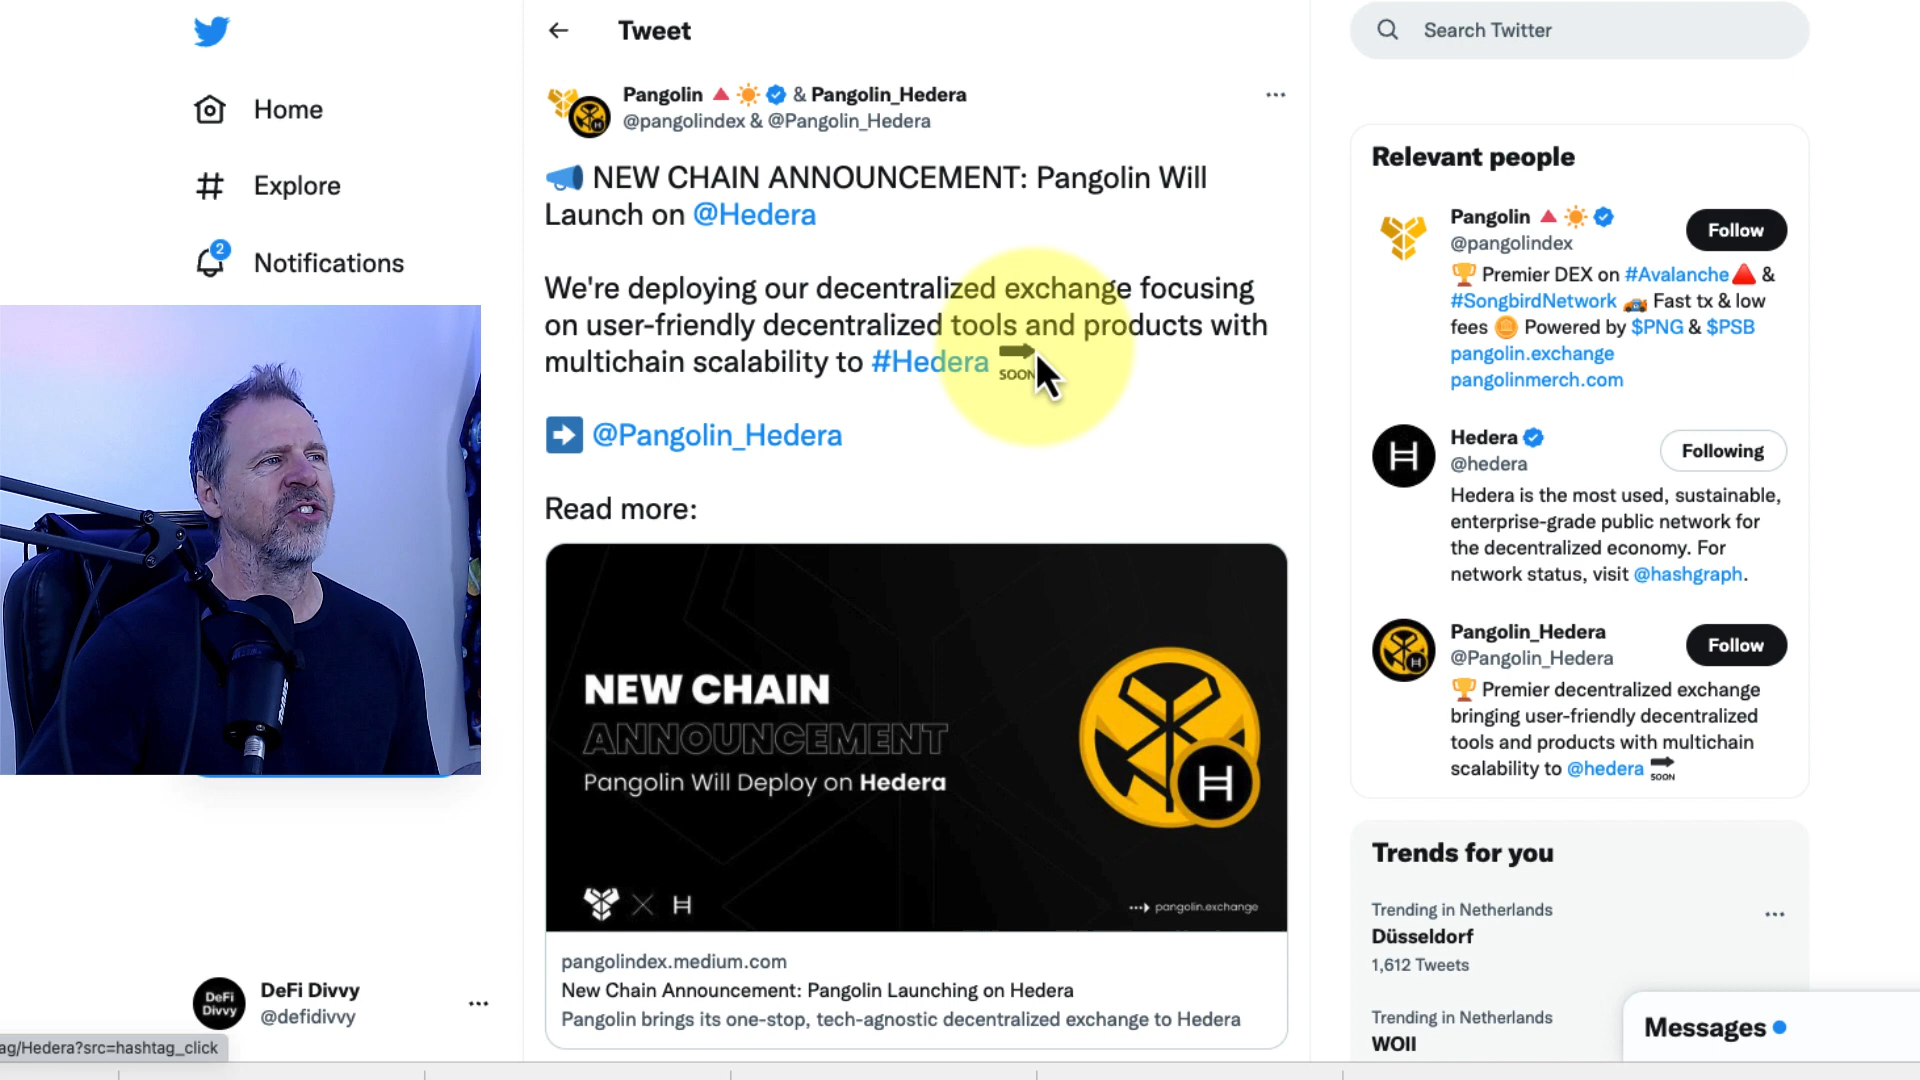 Tweet
Search Twitter
Home
Explore
2
Notifications
Pangolin & Pangolin_Hedera
@pangolindex & @Pangolin_Hedera
NEW CHAIN ANNOUNCEMENT: Pangolin Will
Launch on @Hedera
We're deploying our decentralized exchange focusing
on user-friendly decentralized tools and products with
multichain scalability to #Hedera SOON
@Pangolin_Hedera
Read more:
NEW CHAIN
ANNOUNCEMENT
Pangolin Will Deploy on Hedera
pangolin.exchange
pangolindex.medium.com
New Chain Announcement: Pangolin Launching on Hedera
Pangolin brings its one-stop, tech-agnostic decentralized exchange to Hedera
Relevant people
Pangolin
@pangolindex
Follow
Premier DEX on #Avalanche &
#SongbirdNetwork Fast tx & low
fees Powered by $PNG & $PSB
pangolin.exchange
pangolinmerch.com
Hedera
@hedera
Following
Hedera is the most used, sustainable,
enterprise-grade public network for
the decentralized economy. For
network status, visit @hashgraph.
Pangolin_Hedera
@Pangolin_Hedera
Follow
Premier decentralized exchange
bringing user-friendly decentralized
tools and products with multichain
scalability to @hedera SOON
Trends for you
Trending in Netherlands
Düsseldorf
1,612 Tweets
Trending in Netherlands
WOII
Messages
SHURE
DeFi Divvy
DeFi Divvy
@defidivvy
ag/Hedera?src=hashtag_click